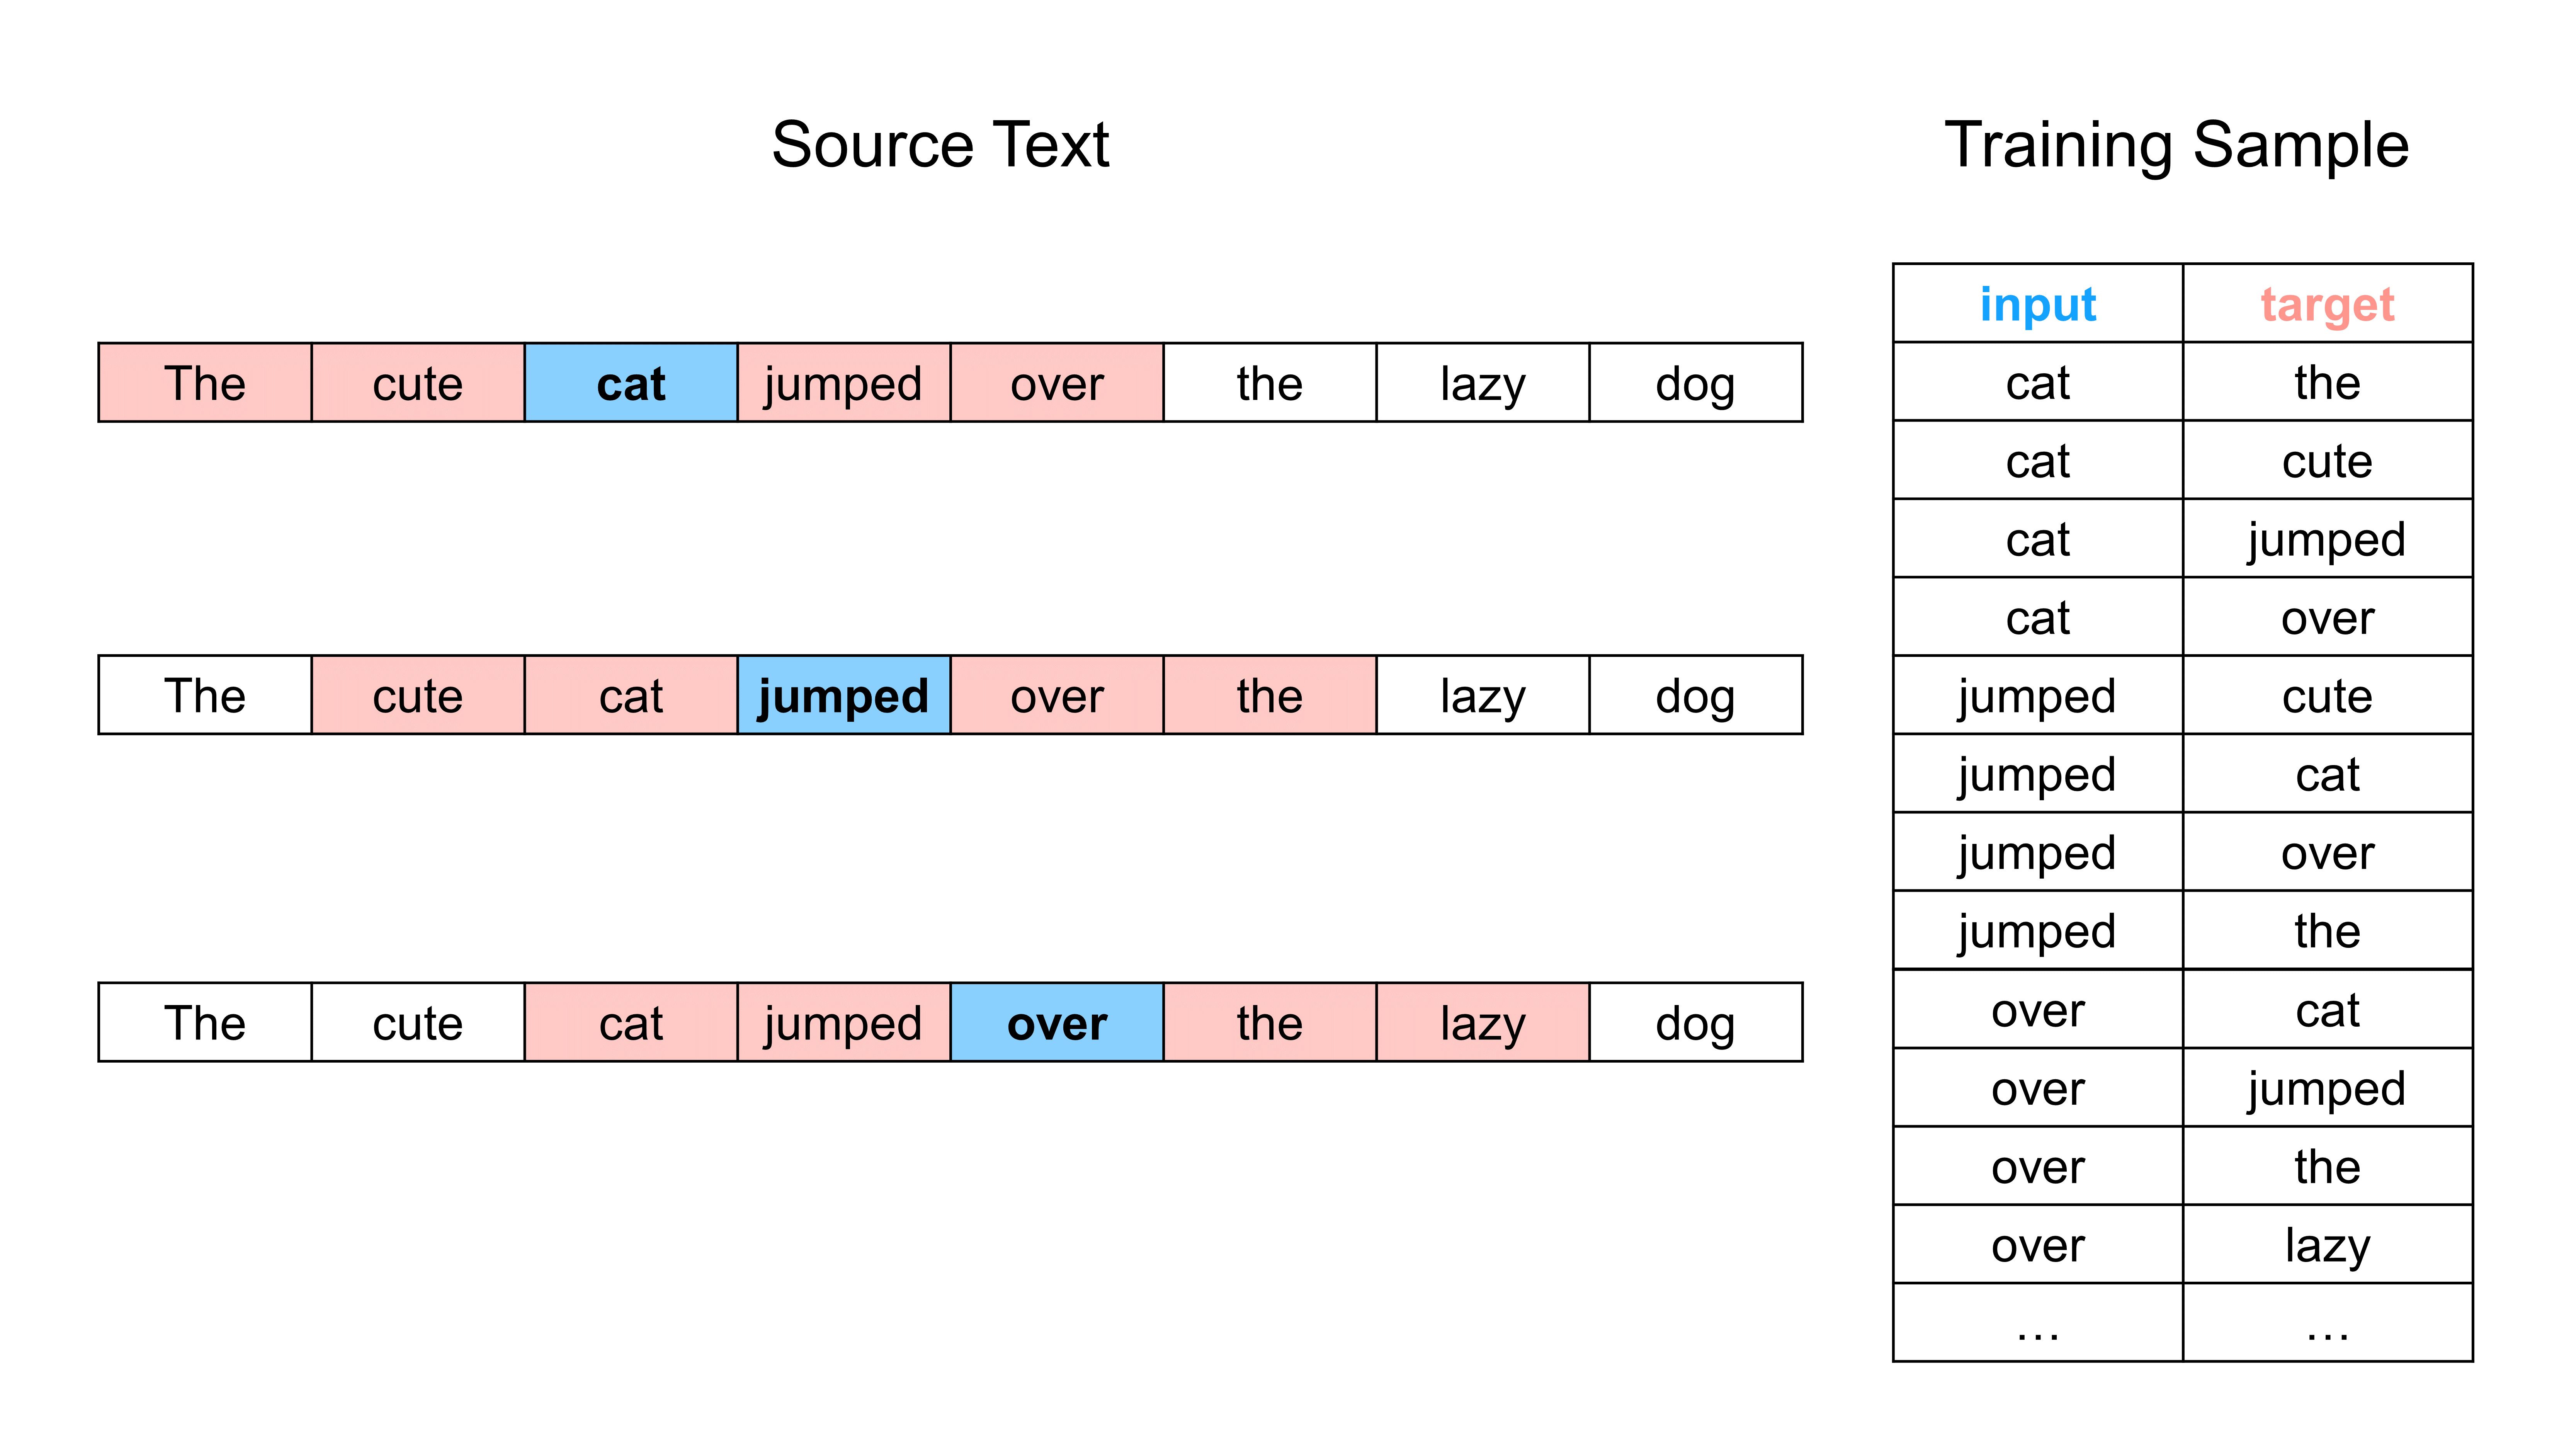 Source Text
The cute cat jumped over the lazy dog
The cute cat jumped over the lazy dog
The cute cat jumped over the lazy dog
Training Sample
input target
cat the
cat cute
cat jumped
cat over
jumped cute
jumped cat
jumped over
jumped the
over cat
over jumped
over the
over lazy
… …